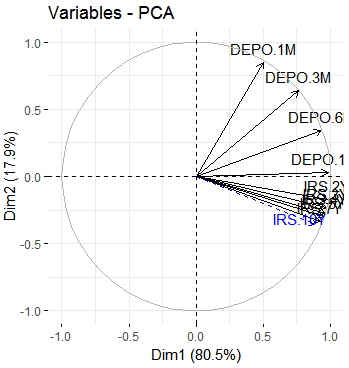 Variables - PCA
1.0
0.5
0.0
-0.5
-1.0
Dim2 (17.9%)
DEPO.1M
DEPO.3M
DEPO.6
DEPO.1
IRS.2Y
IRS.10Y
-1.0
-0.5
0.0
0.5
1.0
Dim1 (80.5%)